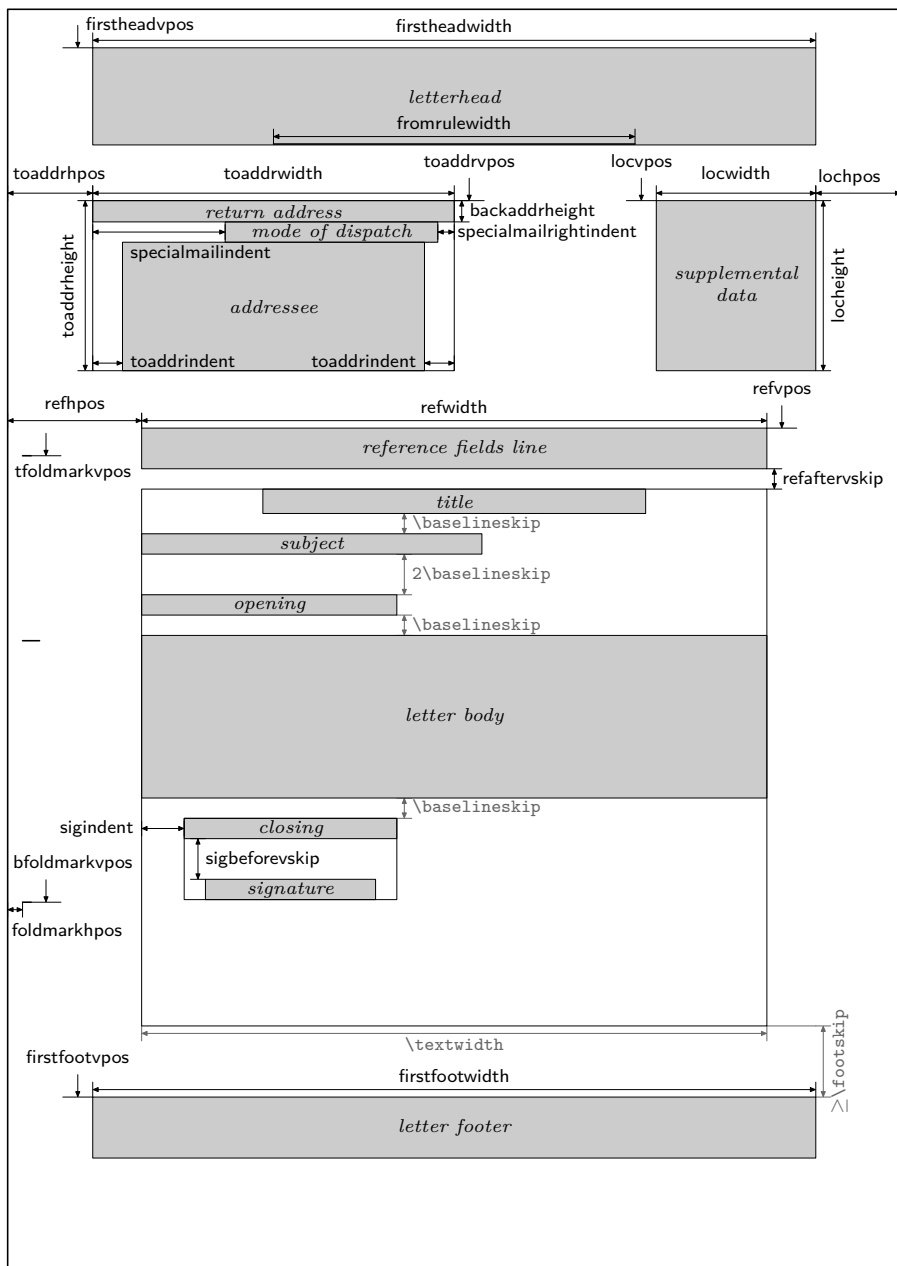 firstheadvpos
firstheadwidth
letterhead
fromrulewidth
toaddrhpos
toaddrwidth
toaddrvpos
locvpos
locwidth
lochpos
return address
backaddrheight
mode of dispatch
specialmailrightindent
specialmailindent
toaddrheight
addressee
supplemental
data
locheight
toaddrindent
toaddrindent
refhpos
refwidth
refvpos
reference fields line
tfoldmarkvpos
refaftervskip
title
\baselineskip
subject
2\baselineskip
opening
\baselineskip
letter body
\baselineskip
sigindent
closing
sigbeforevskip
bfoldmarkvpos
signature
foldmarkhpos
\textwidth
≥\footskip
firstfootvpos
firstfootwidth
letter footer